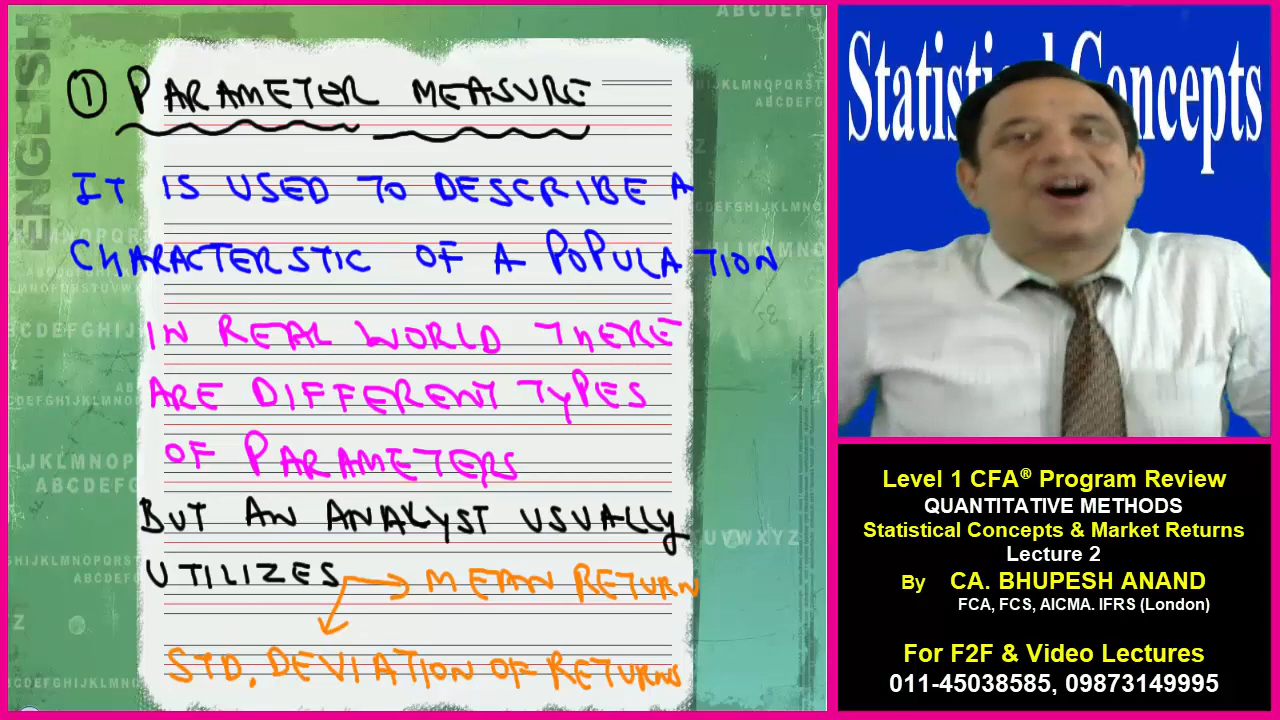 ENGLISH
ABCDEFG
① PARAMETER MEASURE
IT IS USED TO DESCRIBE A
CHARACTERSTIC OF A POPULATION
IN REAL WORLD THERE
ARE DIFFERENT TYPES
OF PARAMETERS
BUT AN ANALYST USUALLY
UTILIZES → MEAN RETURN
STD. DEVIATION OF RETURNS
Statistical Concepts
Level 1 CFA® Program Review
QUANTITATIVE METHODS
Statistical Concepts & Market Returns
Lecture 2
By CA. BHUPESH ANAND
FCA, FCS, AICMA. IFRS (London)
For F2F & Video Lectures
011-45038585, 09873149995